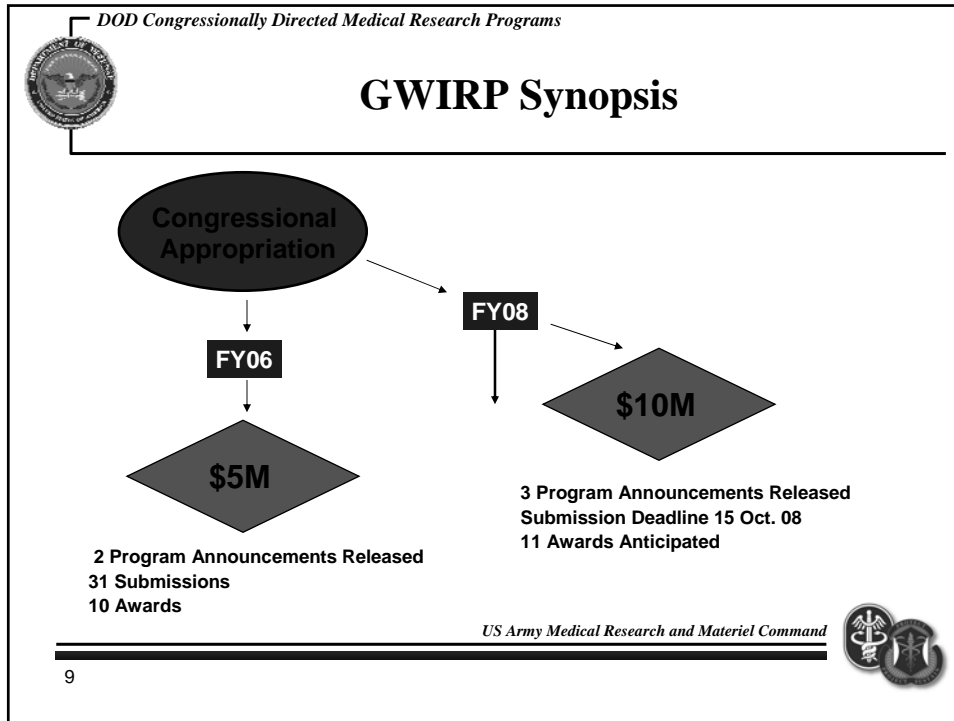 DOD Congressionally Directed Medical Research Programs
GWIRP Synopsis
Congressional
Appropriation
FY08
FY06
$10M
$5M
3 Program Announcements Released
Submission Deadline 15 Oct. 08
11 Awards Anticipated
2 Program Announcements Released
31 Submissions
10 Awards
US Army Medical Research and Materiel Command
9